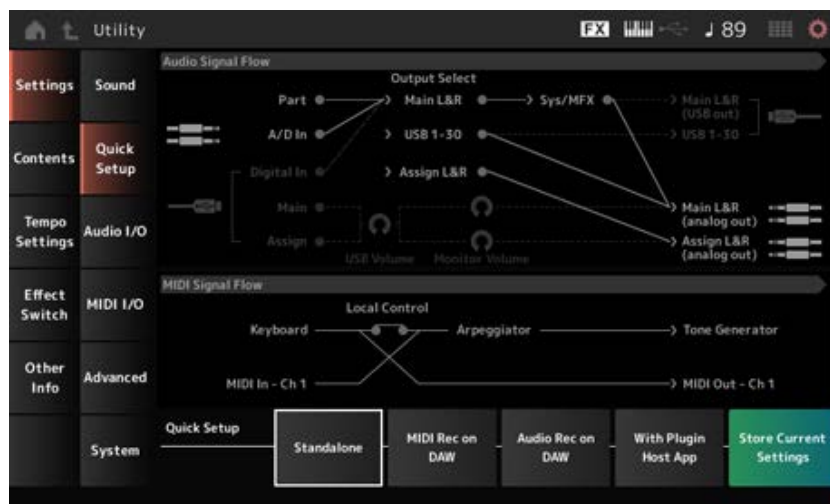 Utility
FX
♩ 89
Settings
Contents
Tempo
Settings
Effect
Switch
Other
Info
Sound
Quick
Setup
Audio I/O
MIDI I/O
Advanced
System
Audio Signal Flow
Output Select
Part
Main L&R
Sys/MFX
Main L&R
(USB out)
A/D In
USB 1-30
USB 1-30
Digital In
Assign L&R
Main
Main L&R
(analog out)
Assign
Assign L&R
(analog out)
USB Volume
Monitor Volume
MIDI Signal Flow
Local Control
Keyboard
Arpeggiator
Tone Generator
MIDI In - Ch 1
MIDI Out - Ch 1
Quick Setup
Standalone
MIDI Rec on
DAW
Audio Rec on
DAW
With Plugin
Host App
Store Current
Settings